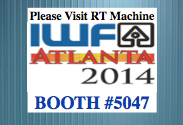 Please Visit RT Machine
IWF
ATLANTA
2014
BOOTH #5047